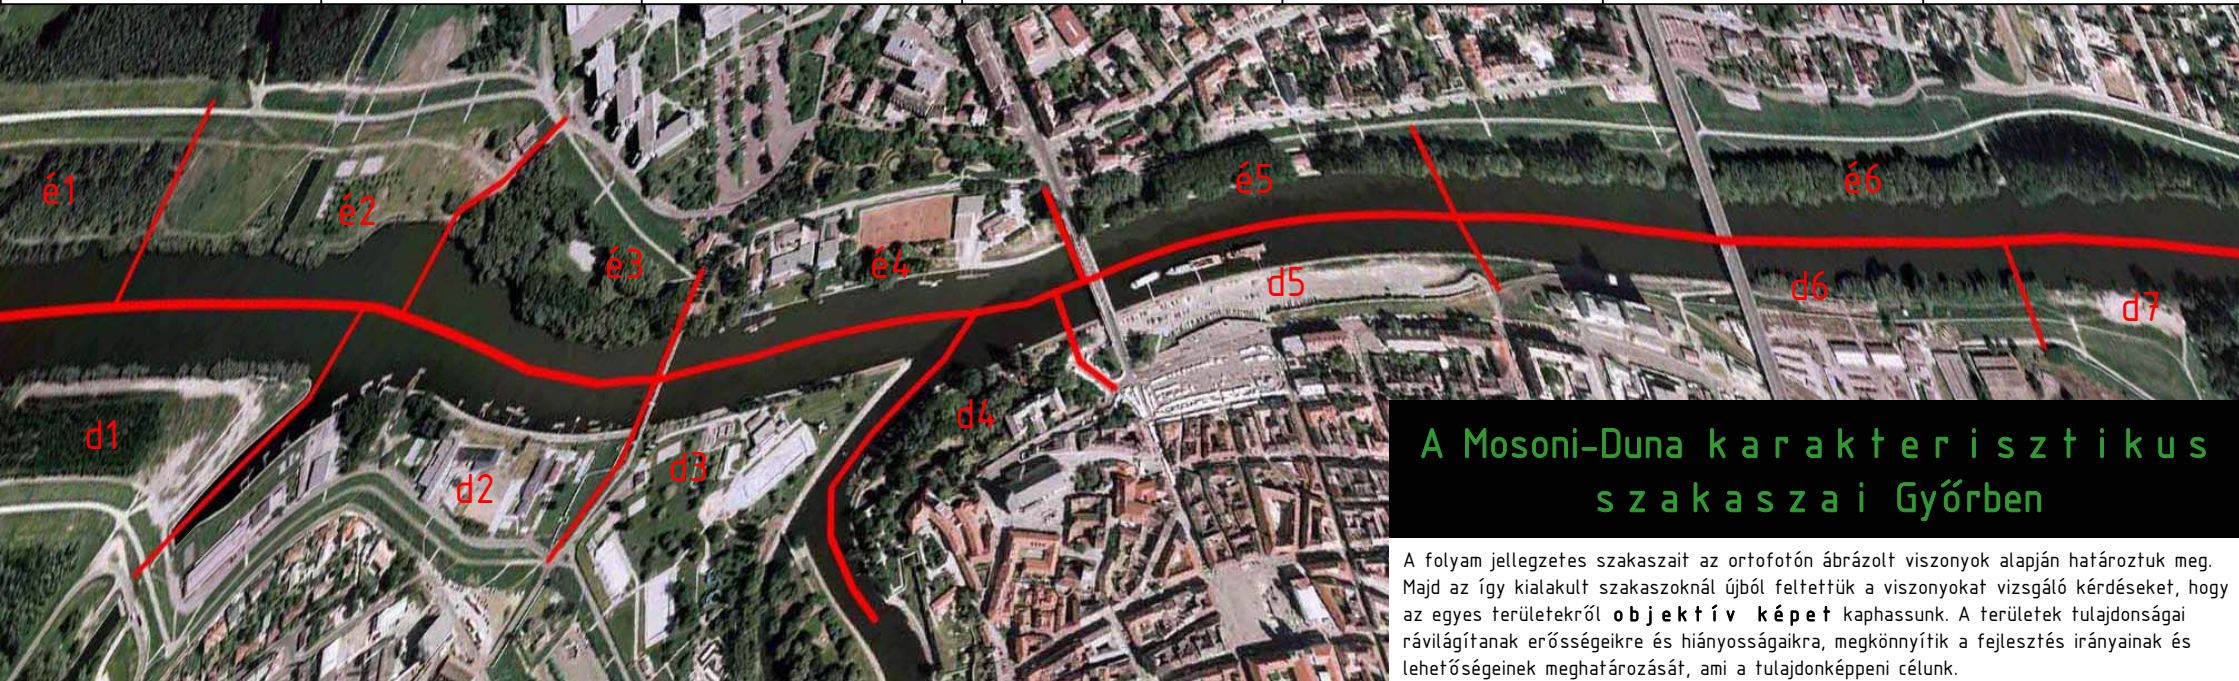 é1
é2
é3
é4
é5
é6
d1
d2
d3
d4
d5
d6
d7
A Mosoni-Duna karakterisztikus
szakaszai Győrben
A folyam jellegzetes szakaszait az ortofotón ábrázolt viszonyok alapján határoztuk meg.
Majd az így kialakult szakaszoknál újból feltettük a viszonyokat vizsgáló kérdéseket, hogy
az egyes területekről objektív képet kaphassunk. A területek tulajdonságai
rávilágítanak erősségeikre és hiányosságaikra, megkönnyítik a fejlesztés irányainak és
lehetőségeinek meghatározását, ami a tulajdonképpeni célunk.